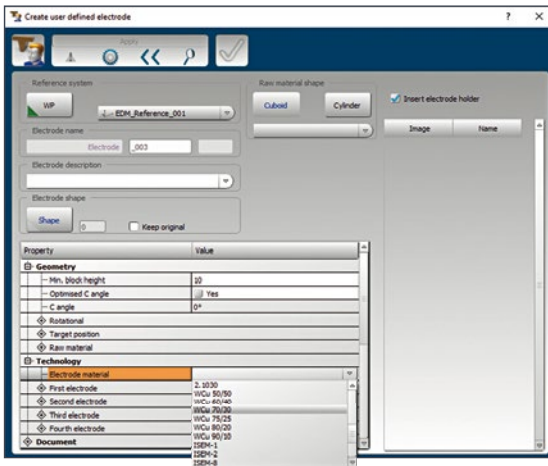 Create user defined electrode
Apply
Reference system
WP
EDM_Reference_001
Electrode name
Electrode
_003
Electrode description
Electrode shape
Shape
0
Keep original
Raw material shape
Cuboid
Cylinder
Insert electrode holder
Image Name
Property Value
Geometry
Min. block height 10
Optimised C angle Yes
C angle 0°
Rotational
Target position
Raw material
Technology
Electrode material
First electrode
Second electrode
Third electrode
Fourth electrode
Document
2.1030
WCu 50/50
WCu 60/40
WCu 70/30
WCu 75/25
WCu 80/20
WCu 90/10
ISEM-1
ISEM-2
ISEM-8